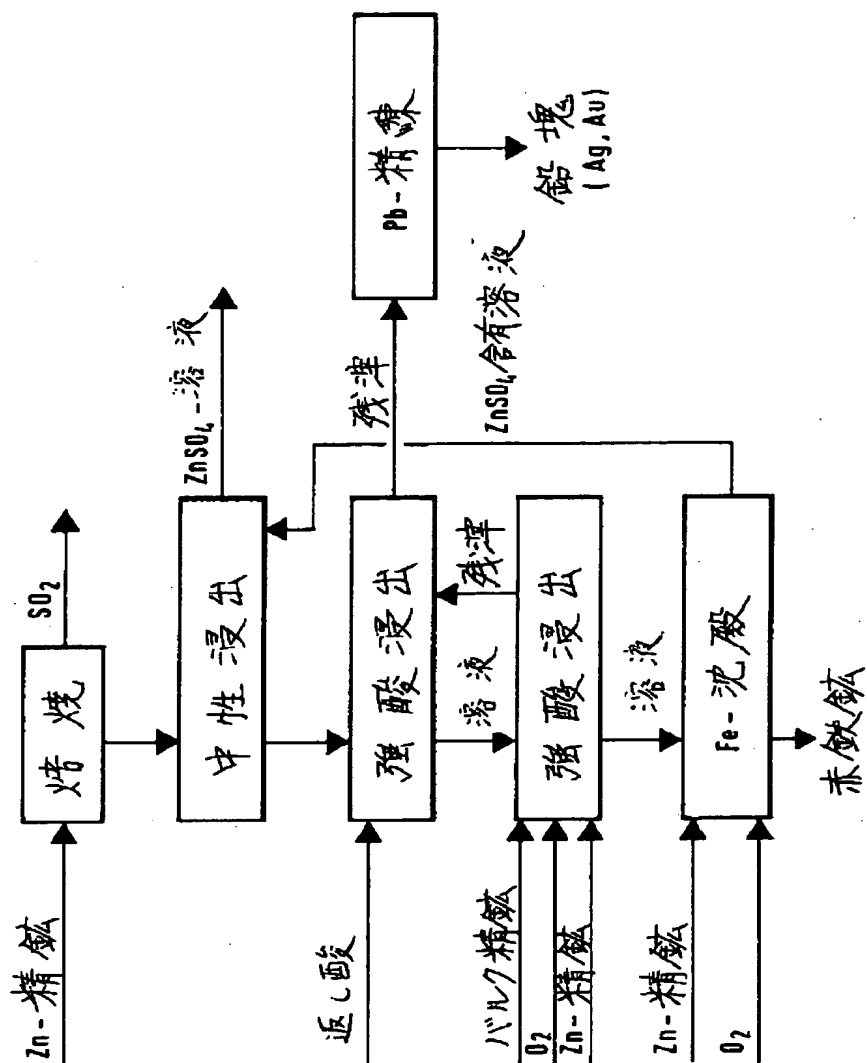 Zn-精鉱
焙焼
SO2
中性浸出
ZnSO4-溶液
返し酸
強酸浸出
残滓
Pb-精錬
鉛塊
(Ag, Au)
溶液
残滓
バルク精鉱
O2
Zn-精鉱
強酸浸出
ZnSO4含有溶液
溶液
Zn-精鉱
O2
Fe-沈殿
赤鉄鉱